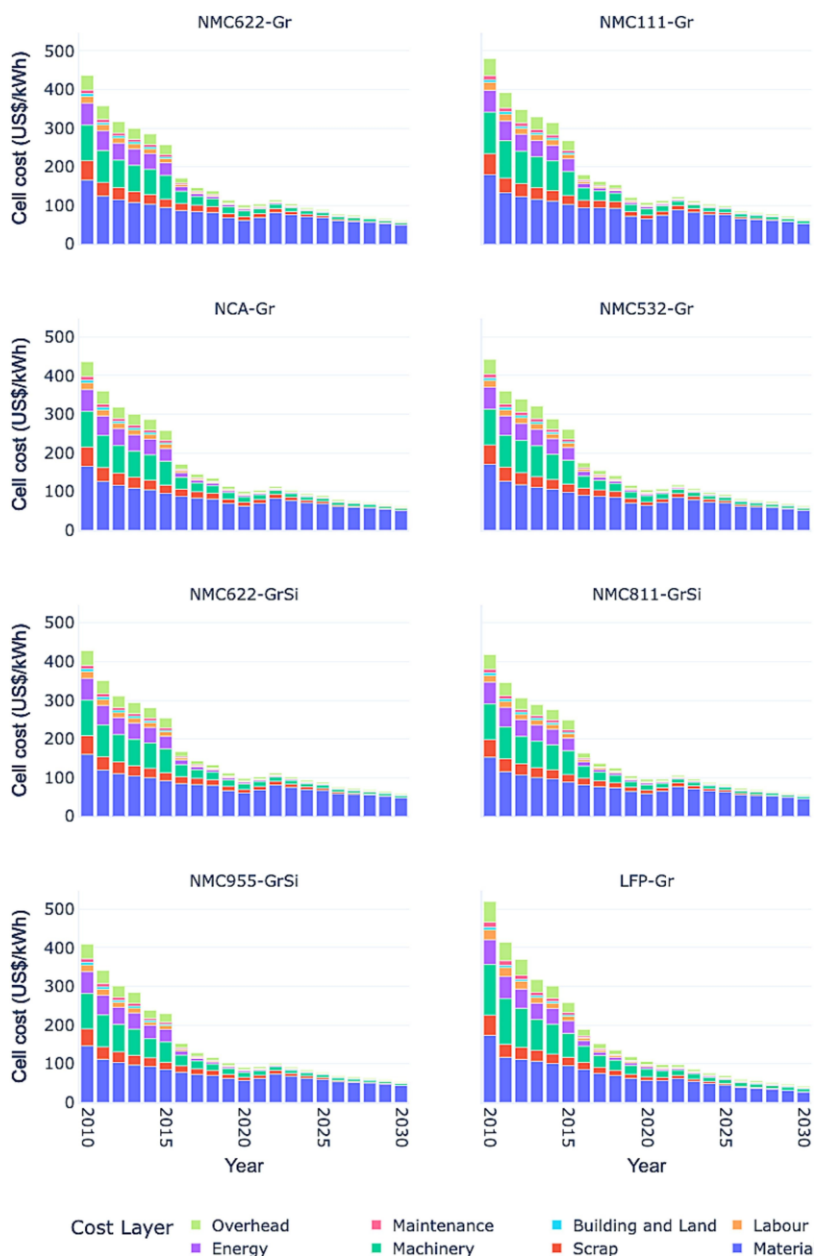 NMC622-Gr NMC111-Gr
Cell cost (US$/kWh)
500
400
300
200
100
0
NCA-Gr NMC532-Gr
Cell cost (US$/kWh)
500
400
300
200
100
0
NMC622-GrSi NMC811-GrSi
Cell cost (US$/kWh)
500
400
300
200
100
0
NMC955-GrSi LFP-Gr
Cell cost (US$/kWh)
500
400
300
200
100
0
2010 2015 2020 2025 2030 2010 2015 2020 2025 2030
Year Year
Cost Layer Overhead Maintenance Building and Land Labour
Energy Machinery Scrap Materia